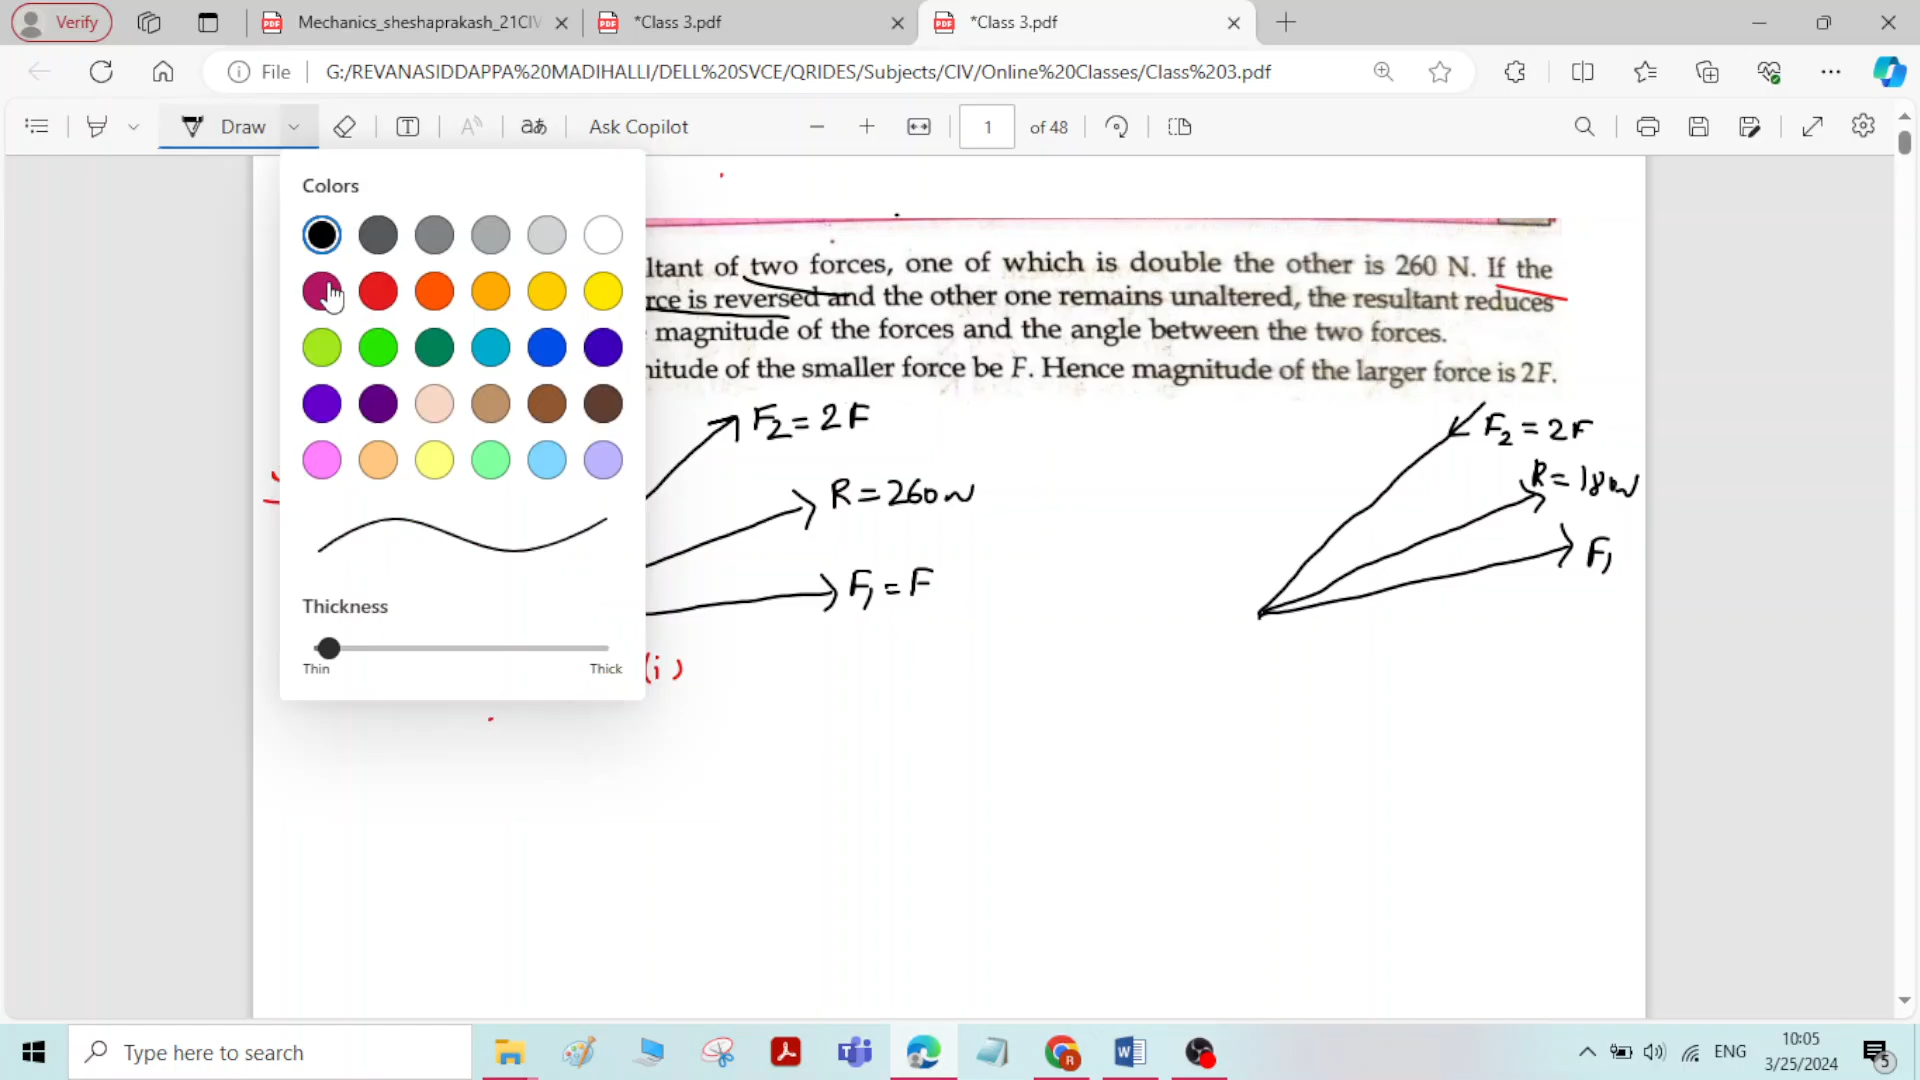 Verify
Mechanics_sheshaprakash_21CIV
*Class 3.pdf
*Class 3.pdf
File
G:/REVANASIDDAPPA%20MADIHALLI/DELL%20SVCE/QRIDES/Subjects/CIV/Online%20Classes/Class%203.pdf
Draw
Ask Copilot
1
of 48
Colors
Thickness
Thin
Thick
ltant of two forces, one of which is double the other is 260 N. If the
rce is reversed and the other one remains unaltered, the resultant reduces
magnitude of the forces and the angle between the two forces.
nitude of the smaller force be F. Hence magnitude of the larger force is 2F.
F2 = 2F
R = 260N
F1 = F
(i)
F2 = 2F
R = 180N
F1
Type here to search
ENG
10:05
3/25/2024
5